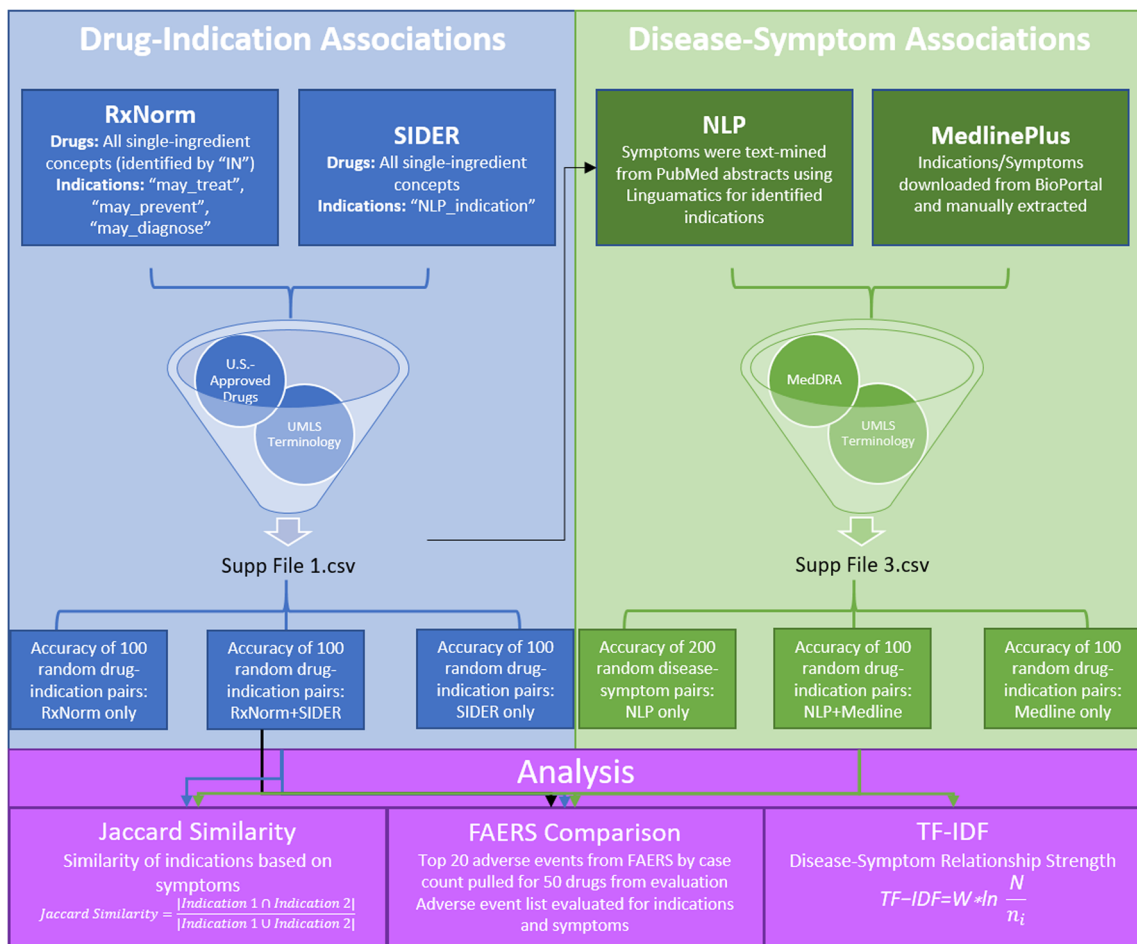 Drug-Indication Associations
Disease-Symptom Associations
RxNorm
Drugs: All single-ingredient
concepts (identified by “IN”)
Indications: “may_treat”,
“may_prevent”,
“may_diagnose”
SIDER
Drugs: All single-ingredient
concepts
Indications: “NLP_indication”
NLP
Symptoms were text-mined
from PubMed abstracts using
Linguamatics for identified
indications
MedlinePlus
Indications/Symptoms
downloaded from BioPortal
and manually extracted
U.S.-
Approved
Drugs
UMLS
Terminology
MedDRA
UMLS
Terminology
Supp File 1.csv
Supp File 3.csv
Accuracy of 100
random drug-
indication pairs:
RxNorm only
Accuracy of 100
random drug-
indication pairs:
RxNorm+SIDER
Accuracy of 100
random drug-
indication pairs:
SIDER only
Accuracy of 200
random disease-
symptom pairs:
NLP only
Accuracy of 100
random drug-
indication pairs:
NLP+Medline
Accuracy of 100
random drug-
indication pairs:
Medline only
Analysis
Jaccard Similarity
Similarity of indications based on
symptoms
Jaccard Similarity = |Indication 1 ∩ Indication 2| / |Indication 1 ∪ Indication 2|
FAERS Comparison
Top 20 adverse events from FAERS by case
count pulled for 50 drugs from evaluation
Adverse event list evaluated for indications
and symptoms
TF-IDF
Disease-Symptom Relationship Strength
TF−IDF=W∗ln N/n_i